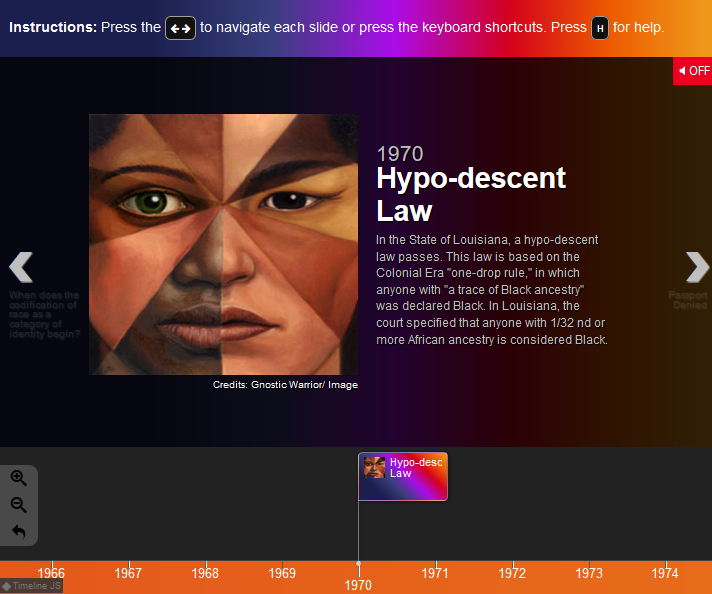 Instructions: Press the to navigate each slide or press the keyboard shortcuts. Press H for help.
OFF
1970
Hypo-descent
Law
In the State of Louisiana, a hypo-descent
law passes. This law is based on the
Colonial Era "one-drop rule," in which
anyone with "a trace of Black ancestry"
was declared Black. In Louisiana, the
court specified that anyone with 1/32 nd or
more African ancestry is considered Black.
When does the
codification of
race as a
category of
identity begin?
Passport
Denied
Credits: Gnostic Warrior/ Image
Hypo-desc
Law
1966 1967 1968 1969 1970 1971 1972 1973 1974
Timeline JS